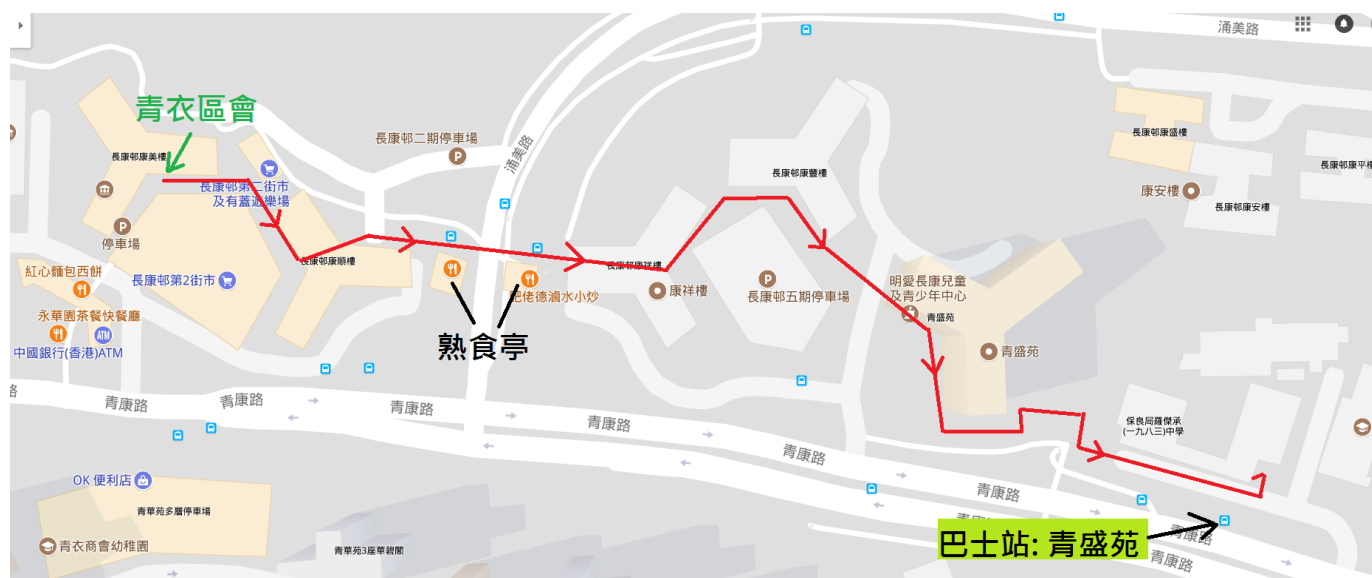 涌美路
青衣區會
長康邨二期停車場
P
涌美路
長康邨康盛樓
長康邨康美樓
長康邨康平樓
長康邨第二街市
及有蓋遊樂場
長康邨康豐樓
康安樓
長康邨康安樓
P
停車場
長康邨康順樓
長康邨康祥樓
紅心麵包西餅
長康邨第2街市
肥佬德滷水小炒
康祥樓
P
長康邨五期停車場
明愛長康兒童
及青少年中心
青盛苑
永華園茶餐快餐廳
ATM
中國銀行(香港)ATM
熟食亭
青盛苑
路
青康路
青康路
青康路
青康路
青康路
保良局羅傑承
(一九八三)中學
OK 便利店
青康路
青華苑多層停車場
青康路
青康路
巴士站: 青盛苑
青衣商會幼稚園
青華苑3座華碧閣
青康路